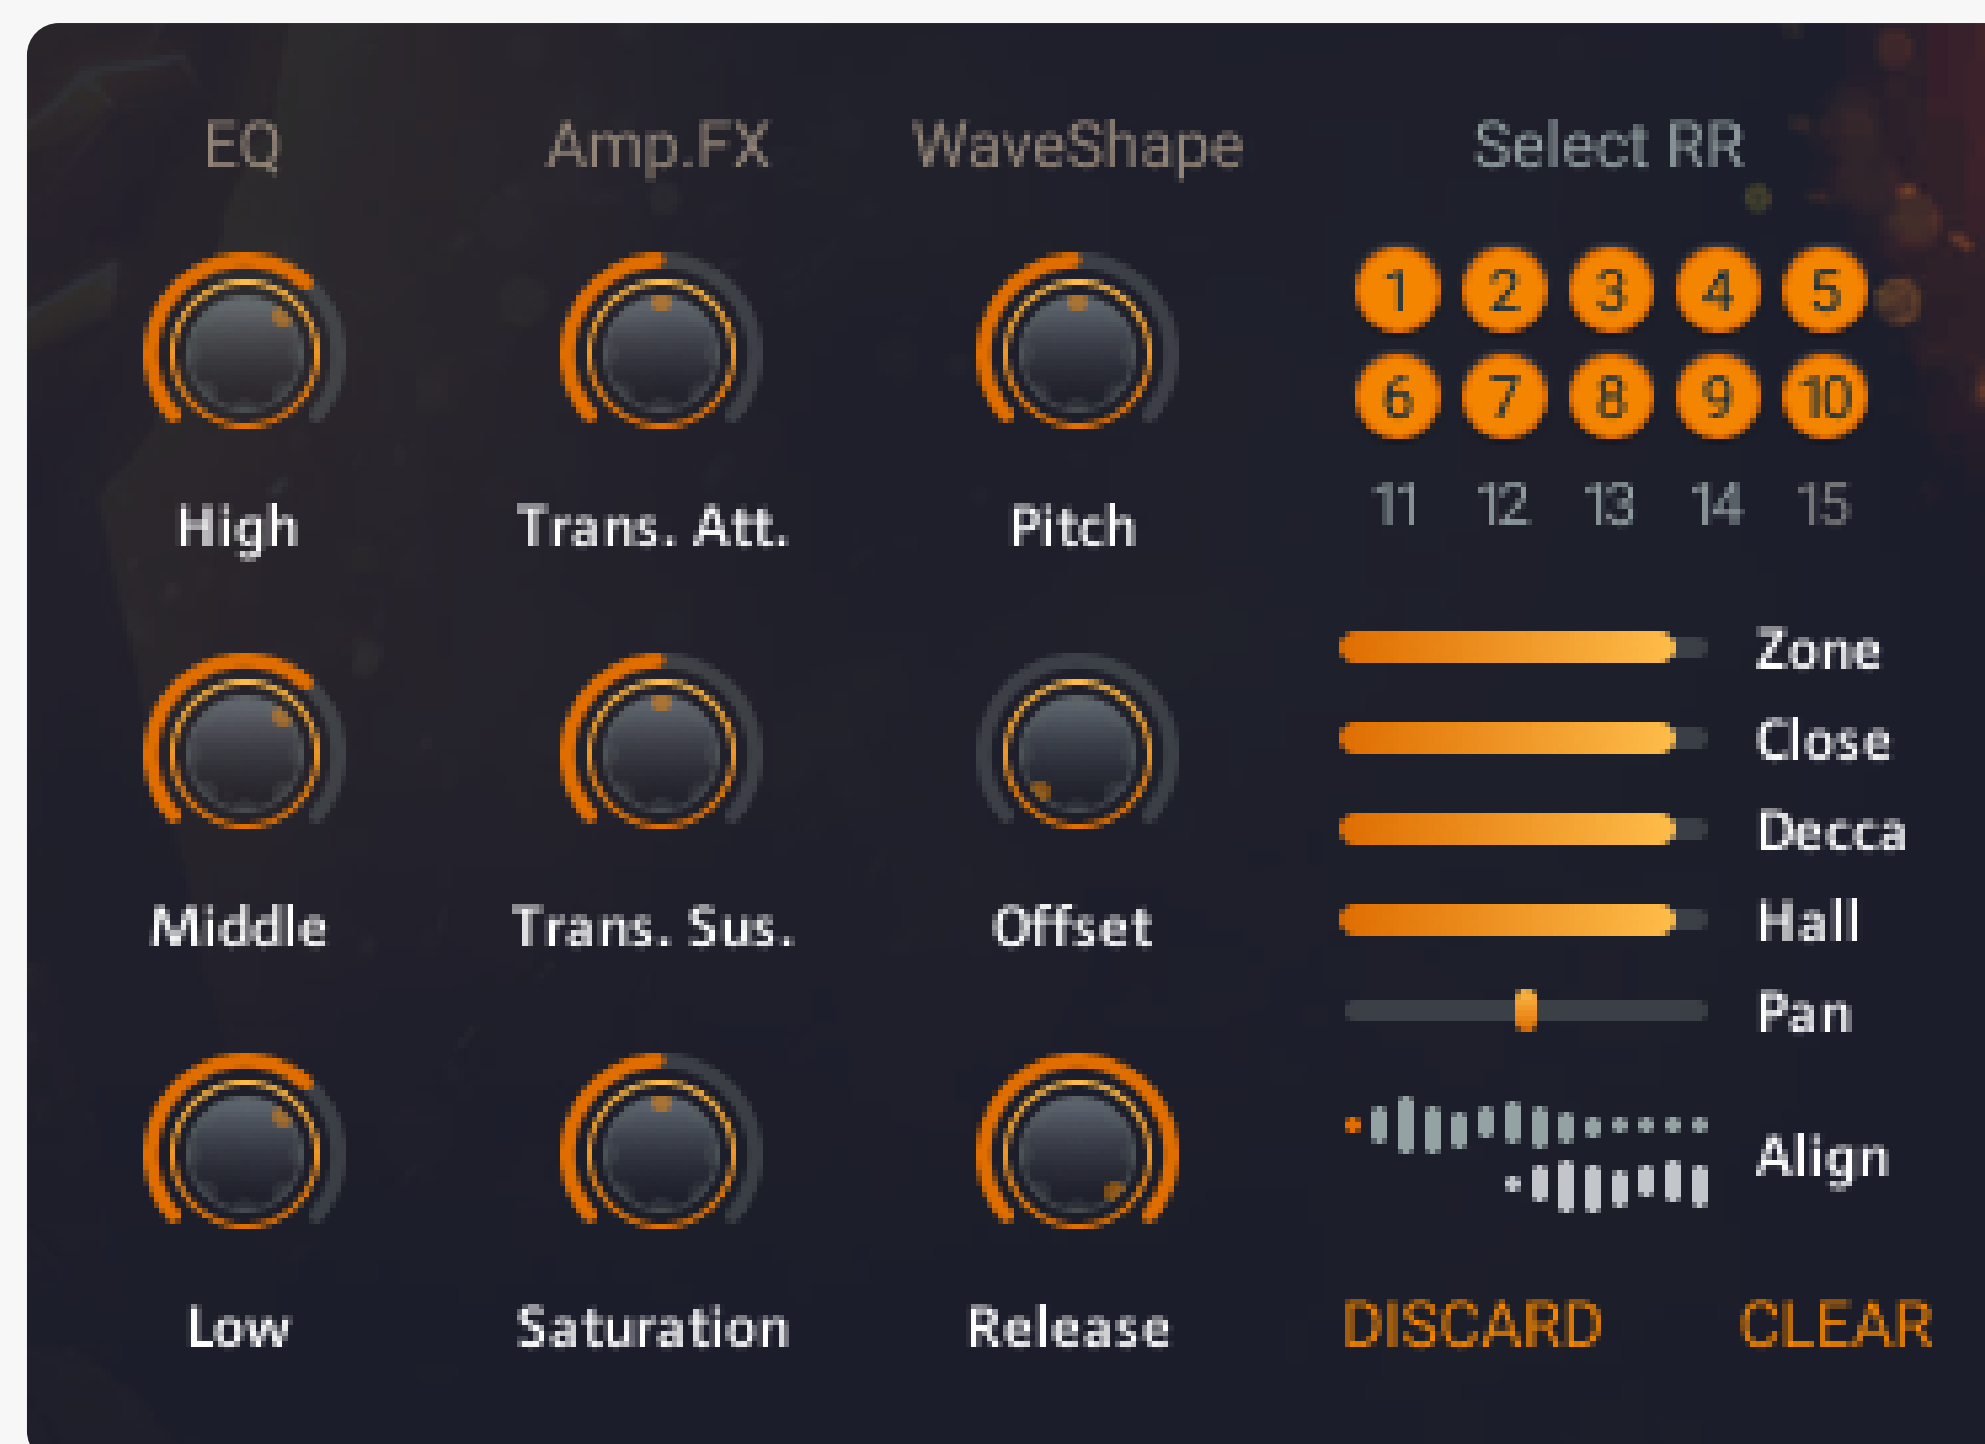 EQ
Amp.FX
WaveShape
Select RR
1 2 3 4 5
6 7 8 9 10
11 12 13 14 15
High
Trans. Att.
Pitch
Zone
Close
Decca
Hall
Pan
Middle
Trans. Sus.
Offset
Align
Low
Saturation
Release
DISCARD
CLEAR